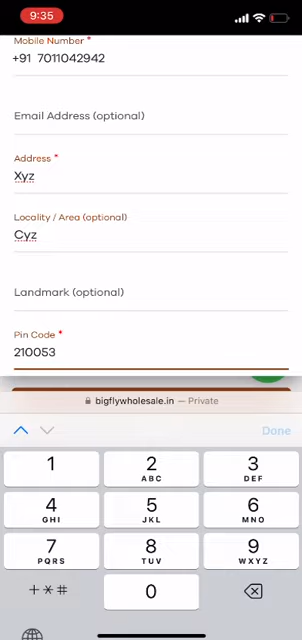 9:35
Mobile Number *
+91 7011042942
Email Address (optional)
Address *
Xyz
Locality / Area (optional)
Cyz
Landmark (optional)
Pin Code *
210053
bigflywholesale.in — Private
Done
1
2
ABC
3
DEF
4
GHI
5
JKL
6
MNO
7
PQRS
8
TUV
9
WXYZ
+*#
0